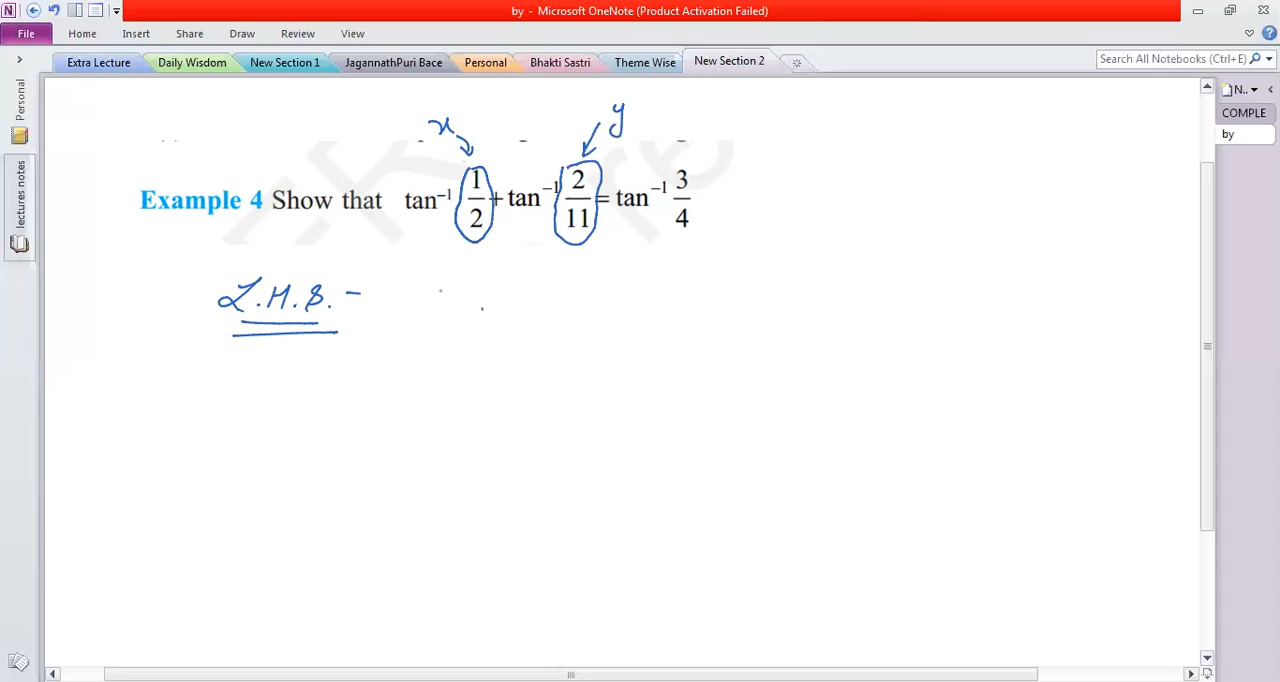 by - Microsoft OneNote (Product Activation Failed)
File Home Insert Share Draw Review View
Extra Lecture Daily Wisdom New Section 1 JagannathPuri Bace Personal Bhakti Sastri Theme Wise New Section 2 Search All Notebooks (Ctrl+E)
Personal
lectures notes
N..
COMPLE
by
x y
Example 4 Show that tan⁻¹ 1/2 + tan⁻¹ 2/11 = tan⁻¹ 3/4
L.H.S. -